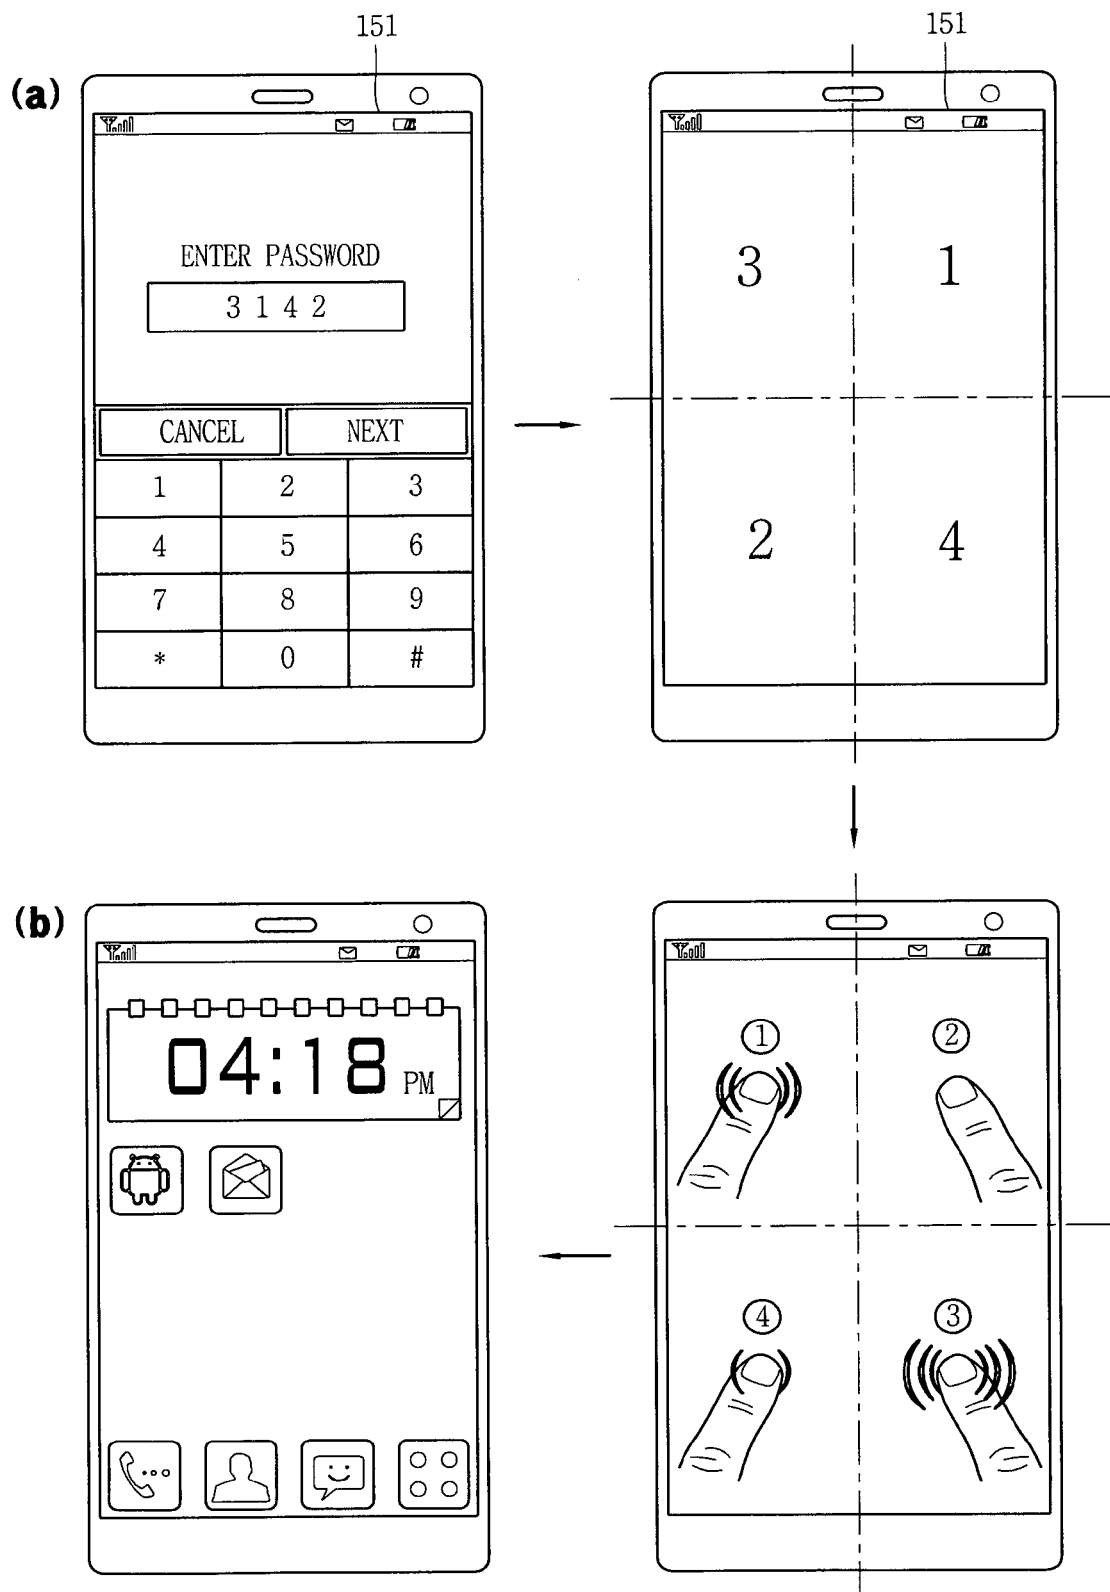 151
151
(a)
ENTER PASSWORD
3 1 4 2
CANCEL NEXT
1 2 3
4 5 6
7 8 9
* 0 #
3 1
2 4
(b)
04:18 PM
① ②
④ ③